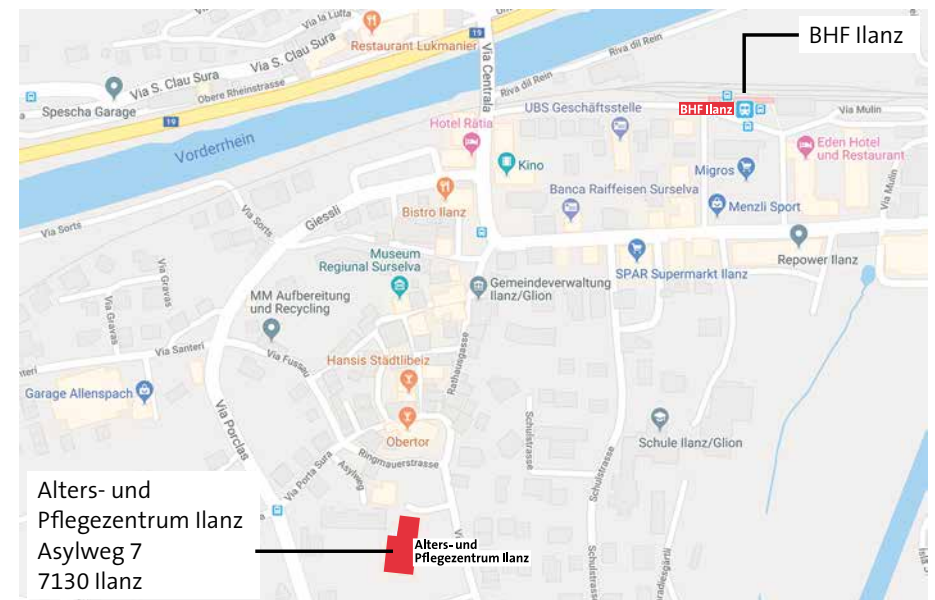 Via la Lutta
Restaurant Lukmanier
Via S. Clau Sura
Via S. Clau Sura
Obere Rheinstrasse
Spescha Garage
19
19
Vorderrhein
Via Centrala
Riva dil Rein
Riva dil Rein
BHF Ilanz
BHF Ilanz
UBS Geschäftsstelle
Via Mulin
Hotel Rätia
Kino
Eden Hotel
und Restaurant
Migros
Via Mulin
Banca Raiffeisen Surselva
Menzli Sport
Bistro Ilanz
Giessli
Via Sorts
Via Sorts
Museum
Regiunal Surselva
Repower Ilanz
SPAR Supermarkt Ilanz
Gemeindeverwaltung
Ilanz/Glion
MM Aufbereitung
und Recycling
Via Gravas
Via Gravas
Via Santeri
Via Fussau
Hansis Städtlibeiz
Rathausgasse
Garage Allenspach
Via Porclas
Obertor
Schulstrasse
Schule Ilanz/Glion
Ringmauerstrasse
Via Porta Sura
Asylweg
Schulstrasse
Schulstrasse
Alters- und
Pflegezentrum Ilanz
Asylweg 7
7130 Ilanz
Alters- und
Pflegezentrum Ilanz